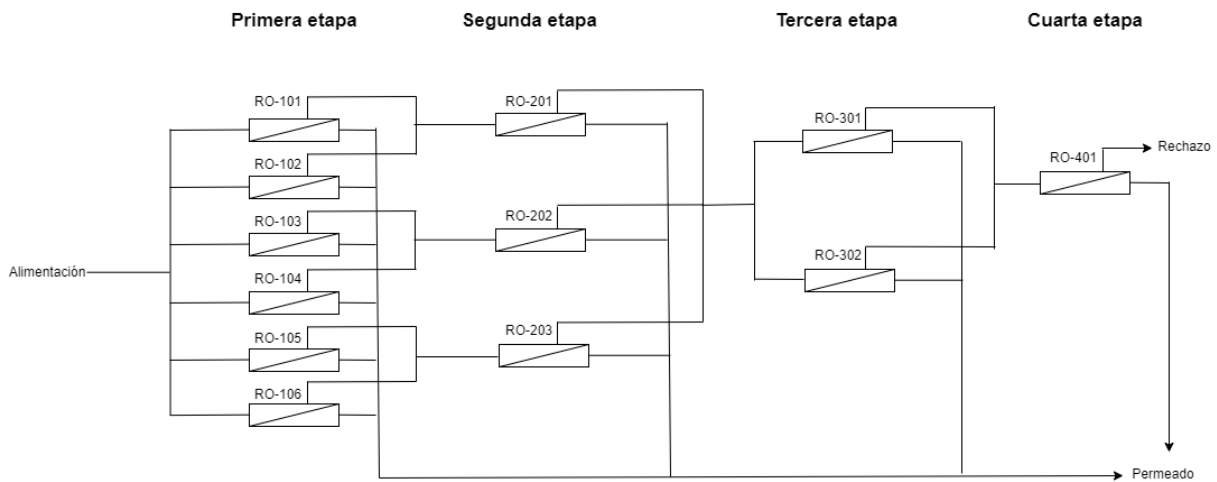 Primera etapa
Segunda etapa
Tercera etapa
Cuarta etapa
RO-101
RO-102
RO-103
RO-104
RO-105
RO-106
Alimentación
RO-201
RO-202
RO-203
RO-301
RO-302
RO-401
Rechazo
Permeado